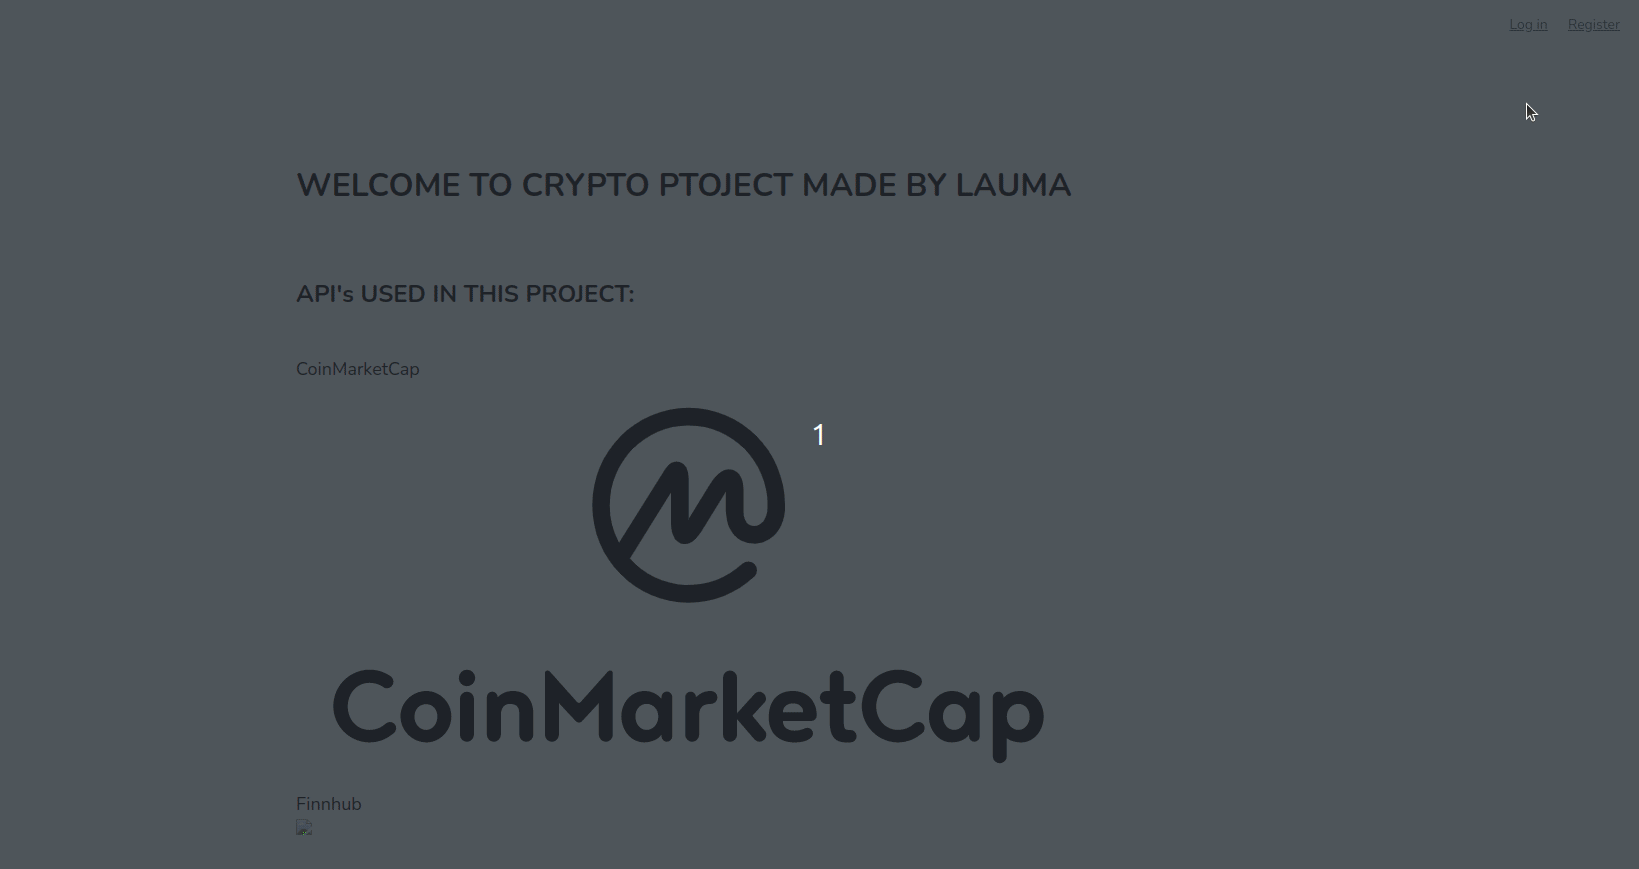 Log in Register
WELCOME TO CRYPTO PTOJECT MADE BY LAUMA
API's USED IN THIS PROJECT:
CoinMarketCap
1
CoinMarketCap
Finnhub